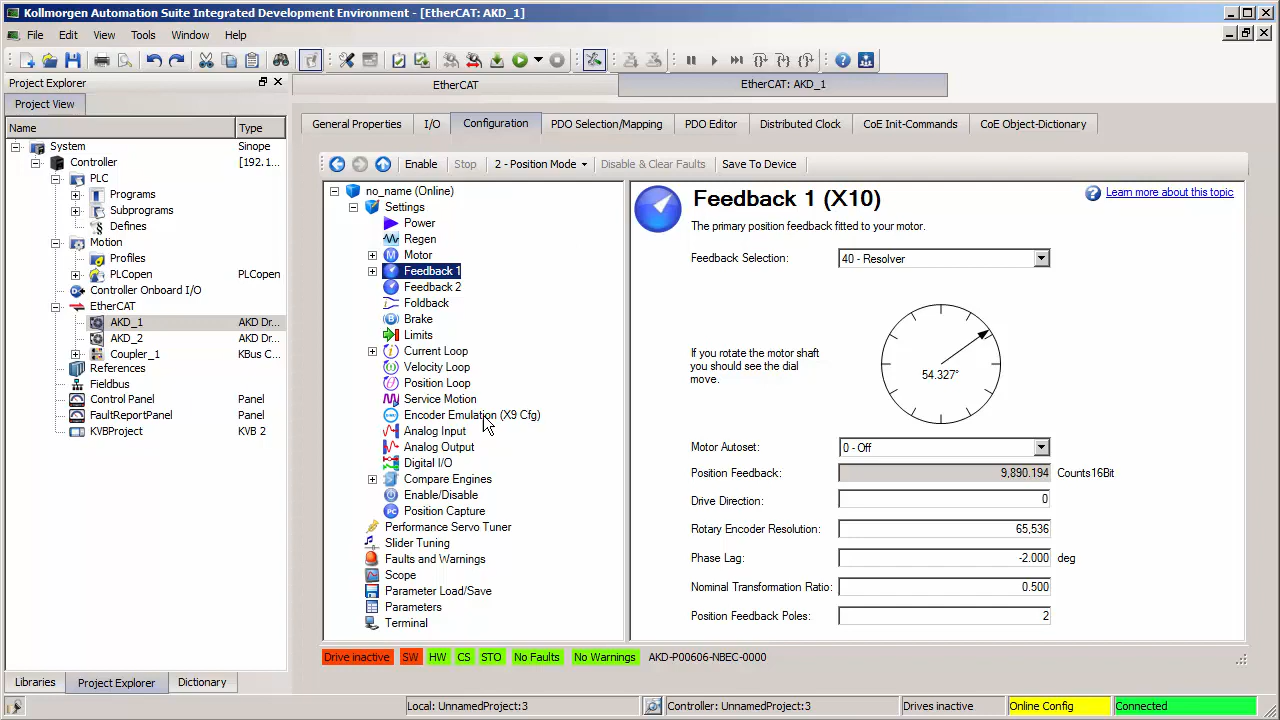 Kollmorgen Automation Suite Integrated Development Environment - [EtherCAT: AKD_1]
File Edit View Tools Window Help
Project Explorer
EtherCAT
EtherCAT: AKD_1
Project View
General Properties I/O Configuration PDO Selection/Mapping PDO Editor Distributed Clock CoE Init-Commands CoE Object-Dictionary
Name Type
System Sinope
Controller [192.1...
PLC
Programs
Subprograms
Defines
Motion
Profiles
PLCopen PLCopen
Controller Onboard I/O
EtherCAT
AKD_1 AKD Dr...
AKD_2 AKD Dr...
Coupler_1 KBus C...
References
Fieldbus
Control Panel Panel
FaultReportPanel Panel
KVBProject KVB 2
Libraries Project Explorer Dictionary
Enable Stop 2 - Position Mode Disable & Clear Faults Save To Device
no_name (Online)
Settings
Power
Regen
Motor
Feedback 1
Feedback 2
Foldback
Brake
Limits
Current Loop
Velocity Loop
Position Loop
Service Motion
Encoder Emulation (X9 Cfg)
Analog Input
Analog Output
Digital I/O
Compare Engines
Enable/Disable
Position Capture
Performance Servo Tuner
Slider Tuning
Faults and Warnings
Scope
Parameter Load/Save
Parameters
Terminal
Feedback 1 (X10)
Learn more about this topic
The primary position feedback fitted to your motor.
Feedback Selection: 40 - Resolver
If you rotate the motor shaft
you should see the dial
move.
54.327°
Motor Autoset: 0 - Off
Position Feedback: 9,890.194 Counts16Bit
Drive Direction: 0
Rotary Encoder Resolution: 65,536
Phase Lag: -2.000 deg
Nominal Transformation Ratio: 0.500
Position Feedback Poles: 2
Drive inactive SW HW CS STO No Faults No Warnings AKD-P00606-NBEC-0000
Local: UnnamedProject:3 Controller: UnnamedProject:3 Drives inactive Online Config Connected